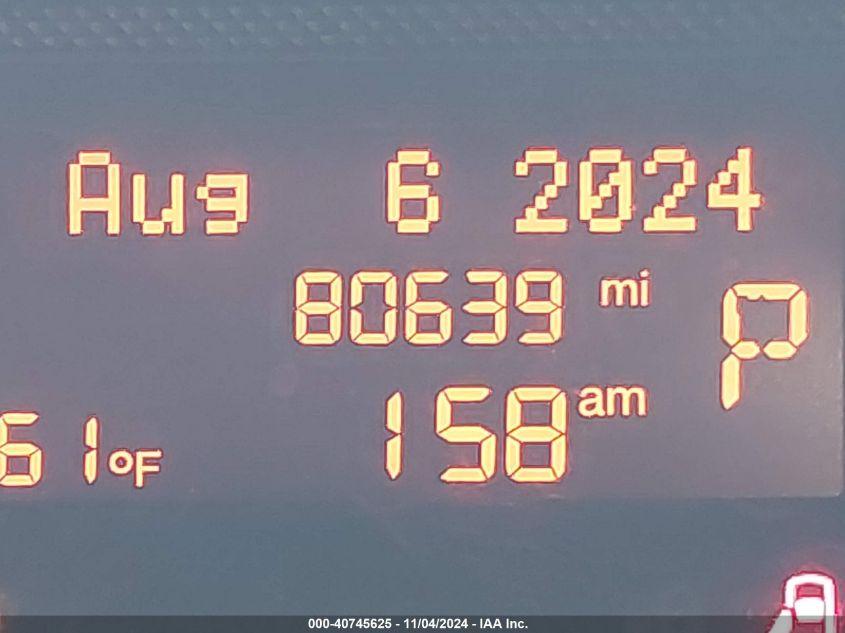 Aug 6 2024
80639 mi
P
158 am
61 °F
000-40745625 - 11/04/2024 - IAA Inc.